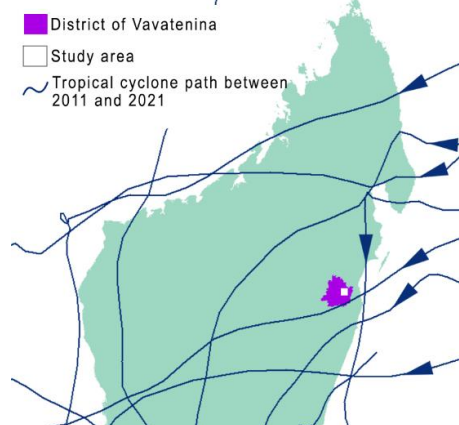 District of Vavatenina
Study area
Tropical cyclone path between
2011 and 2021